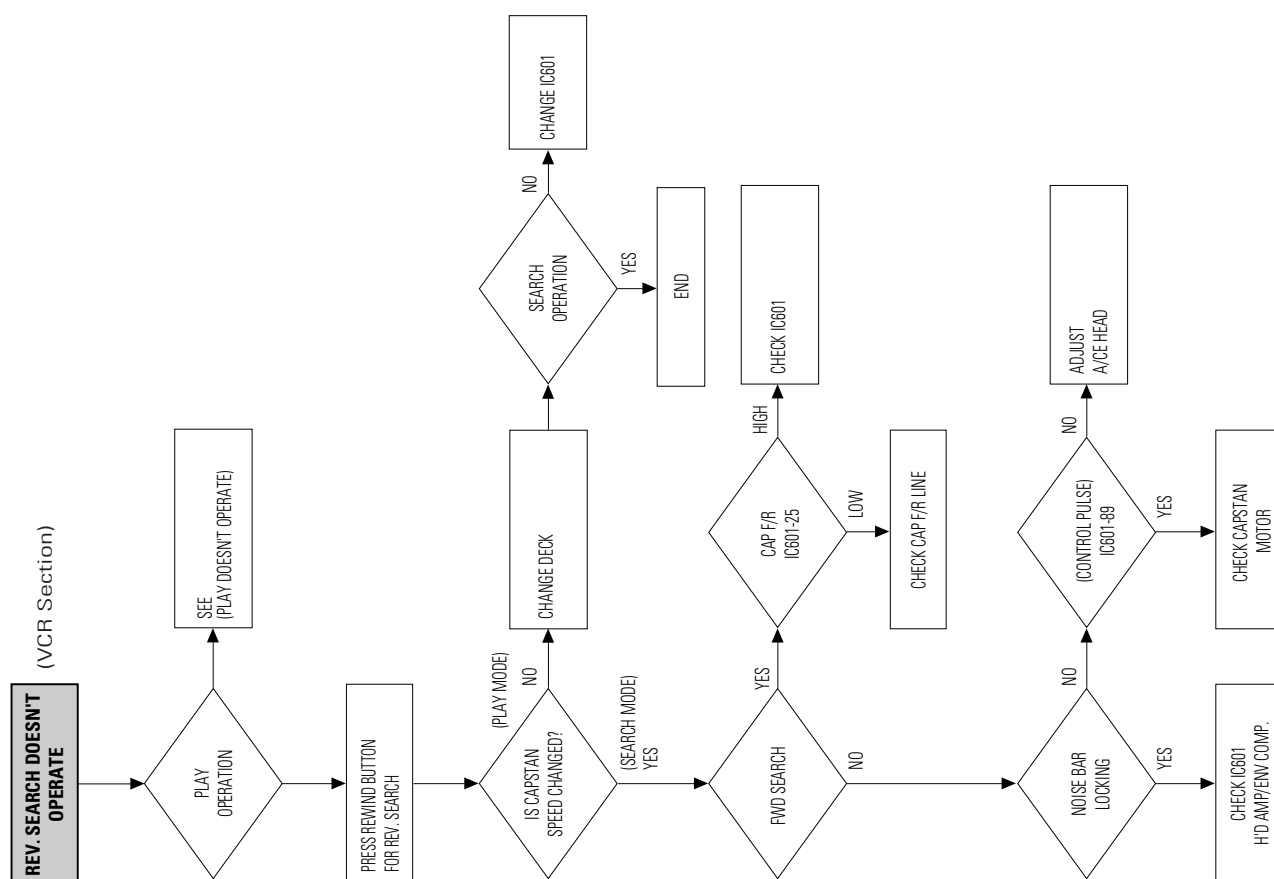 REV. SEARCH DOESN'T
OPERATE
(VCR Section)
PLAY
OPERATION
SEE
(PLAY DOESN'T OPERATE)
PRESS REWIND BUTTON
FOR REV. SEARCH
IS CAPSTAN
SPEED CHANGED?
(PLAY MODE)
NO
CHANGE DECK
SEARCH
OPERATION
NO
CHANGE IC601
YES
END
(SEARCH MODE)
YES
FWD SEARCH
YES
CAP F/R
IC601-25
HIGH
CHECK IC601
LOW
CHECK CAP F/R LINE
NO
NOISE BAR
LOCKING
NO
(CONTROL PULSE)
IC601-89
NO
ADJUST
A/CE HEAD
YES
CHECK CAPSTAN
MOTOR
YES
CHECK IC601
H'D AMP/ENV COMP.